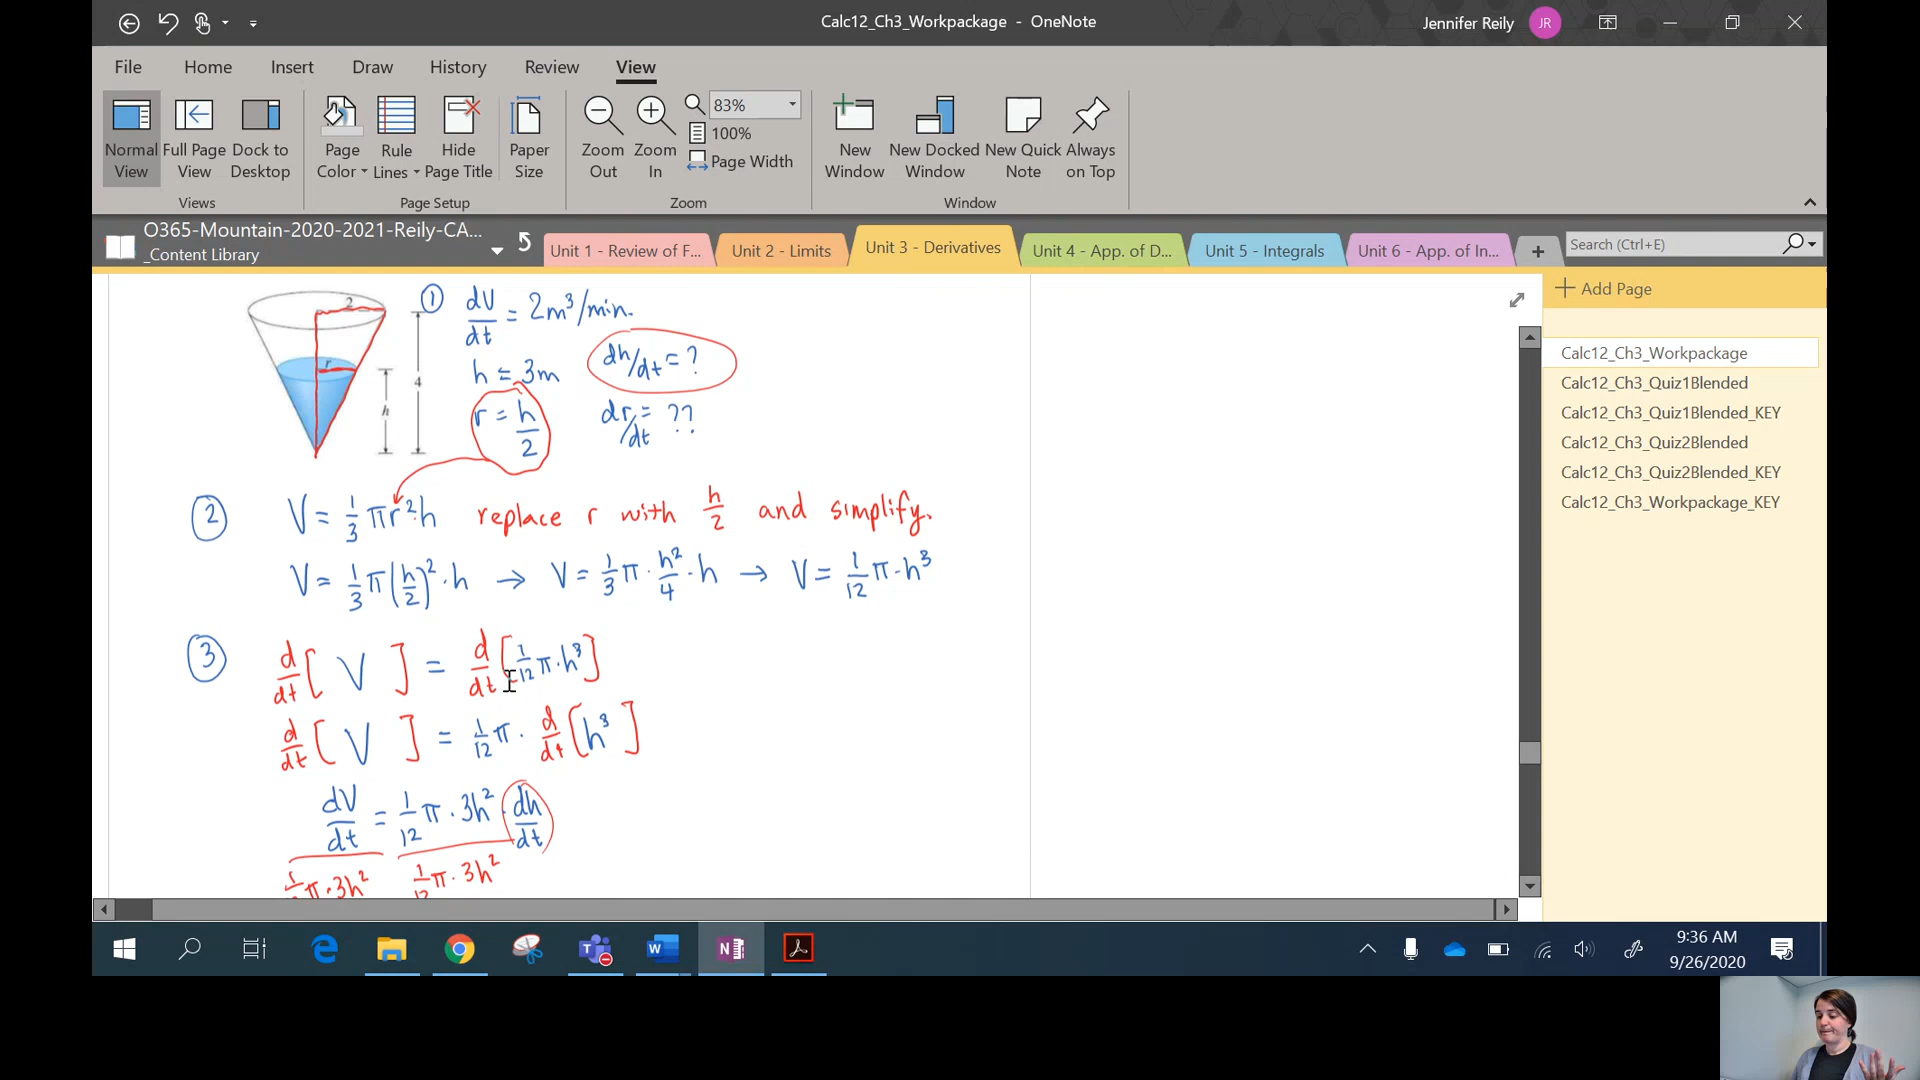 Calc12_Ch3_Workpackage - OneNote
Jennifer Reily
JR
File Home Insert Draw History Review View
Normal View
Full Page View
Dock to Desktop
Views
Page Color
Rule Lines
Hide Page Title
Paper Size
Page Setup
Zoom Out
Zoom In
83%
100%
Page Width
Zoom
New Window
New Docked Window
New Quick Note
Always on Top
Window
O365-Mountain-2020-2021-Reily-CA...
_Content Library
Unit 1 - Review of F...
Unit 2 - Limits
Unit 3 - Derivatives
Unit 4 - App. of D...
Unit 5 - Integrals
Unit 6 - App. of In...
+
Search (Ctrl+E)
+ Add Page
Calc12_Ch3_Workpackage
Calc12_Ch3_Quiz1Blended
Calc12_Ch3_Quiz1Blended_KEY
Calc12_Ch3_Quiz2Blended
Calc12_Ch3_Quiz2Blended_KEY
Calc12_Ch3_Workpackage_KEY
2
r
h
4
① dV/dt = 2m³/min.
h = 3m dh/dt = ?
r = h/2 dr/dt = ??
② V = 1/3 πr²·h replace r with h/2 and simplify.
V = 1/3 π(h/2)²·h → V = 1/3 π·h²/4·h → V = 1/12 π·h³
③ d/dt[ V ] = d/dt[1/12 π·h³]
d/dt[ V ] = 1/12 π · d/dt[h³ ]
dV/dt = 1/12 π · 3h² · dh/dt
π·3h² 1/12 π·3h²
9:36 AM
9/26/2020